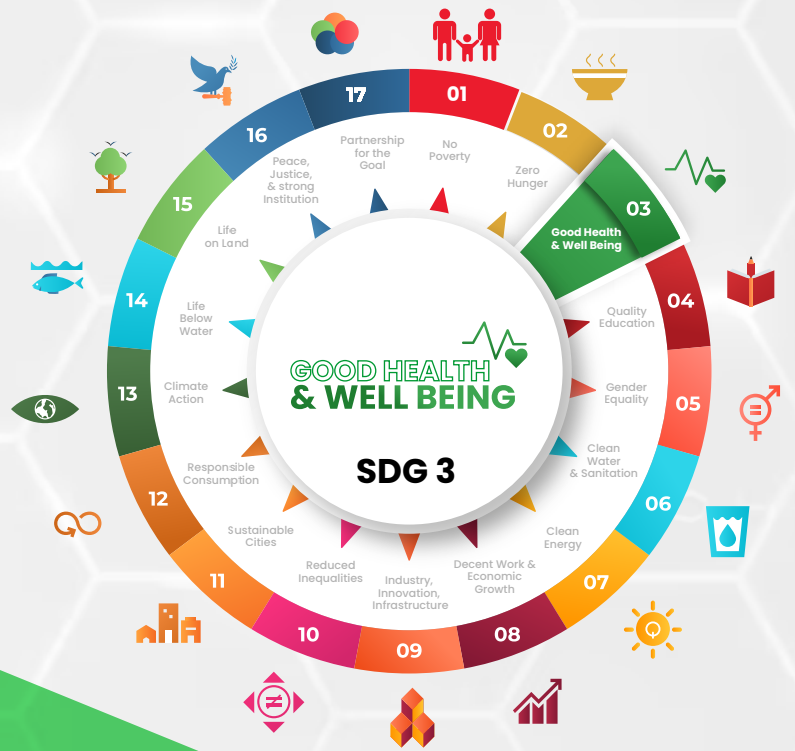 01
No
Poverty
02
Zero
Hunger
03
Good Health
& Well Being
04
Quality
Education
05
Gender
Equality
06
Clean
Water
& Sanitation
07
Clean
Energy
08
Decent Work &
Economic
Growth
09
Industry,
Innovation,
Infrastructure
10
Reduced
Inequalities
11
Sustainable
Cities
12
Responsible
Consumption
13
Climate
Action
14
Life
Below
Water
15
Life
on Land
16
Peace,
Justice,
& strong
Institution
17
Partnership
for the
Goal
GOOD HEALTH
& WELL BEING
SDG 3